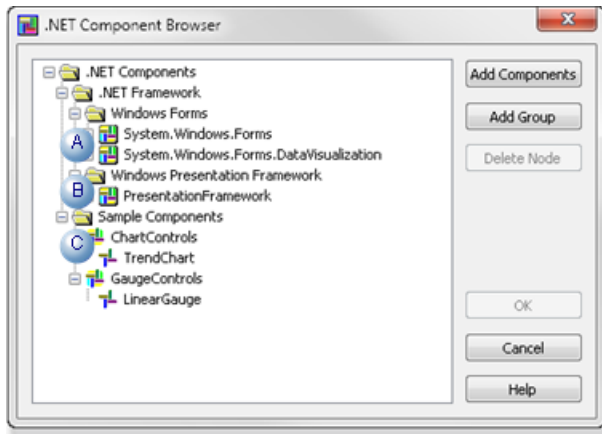 .NET Component Browser
.NET Components
.NET Framework
Windows Forms
A
System.Windows.Forms
System.Windows.Forms.DataVisualization
Windows Presentation Framework
B
PresentationFramework
Sample Components
C
ChartControls
TrendChart
GaugeControls
LinearGauge
Add Components
Add Group
Delete Node
OK
Cancel
Help